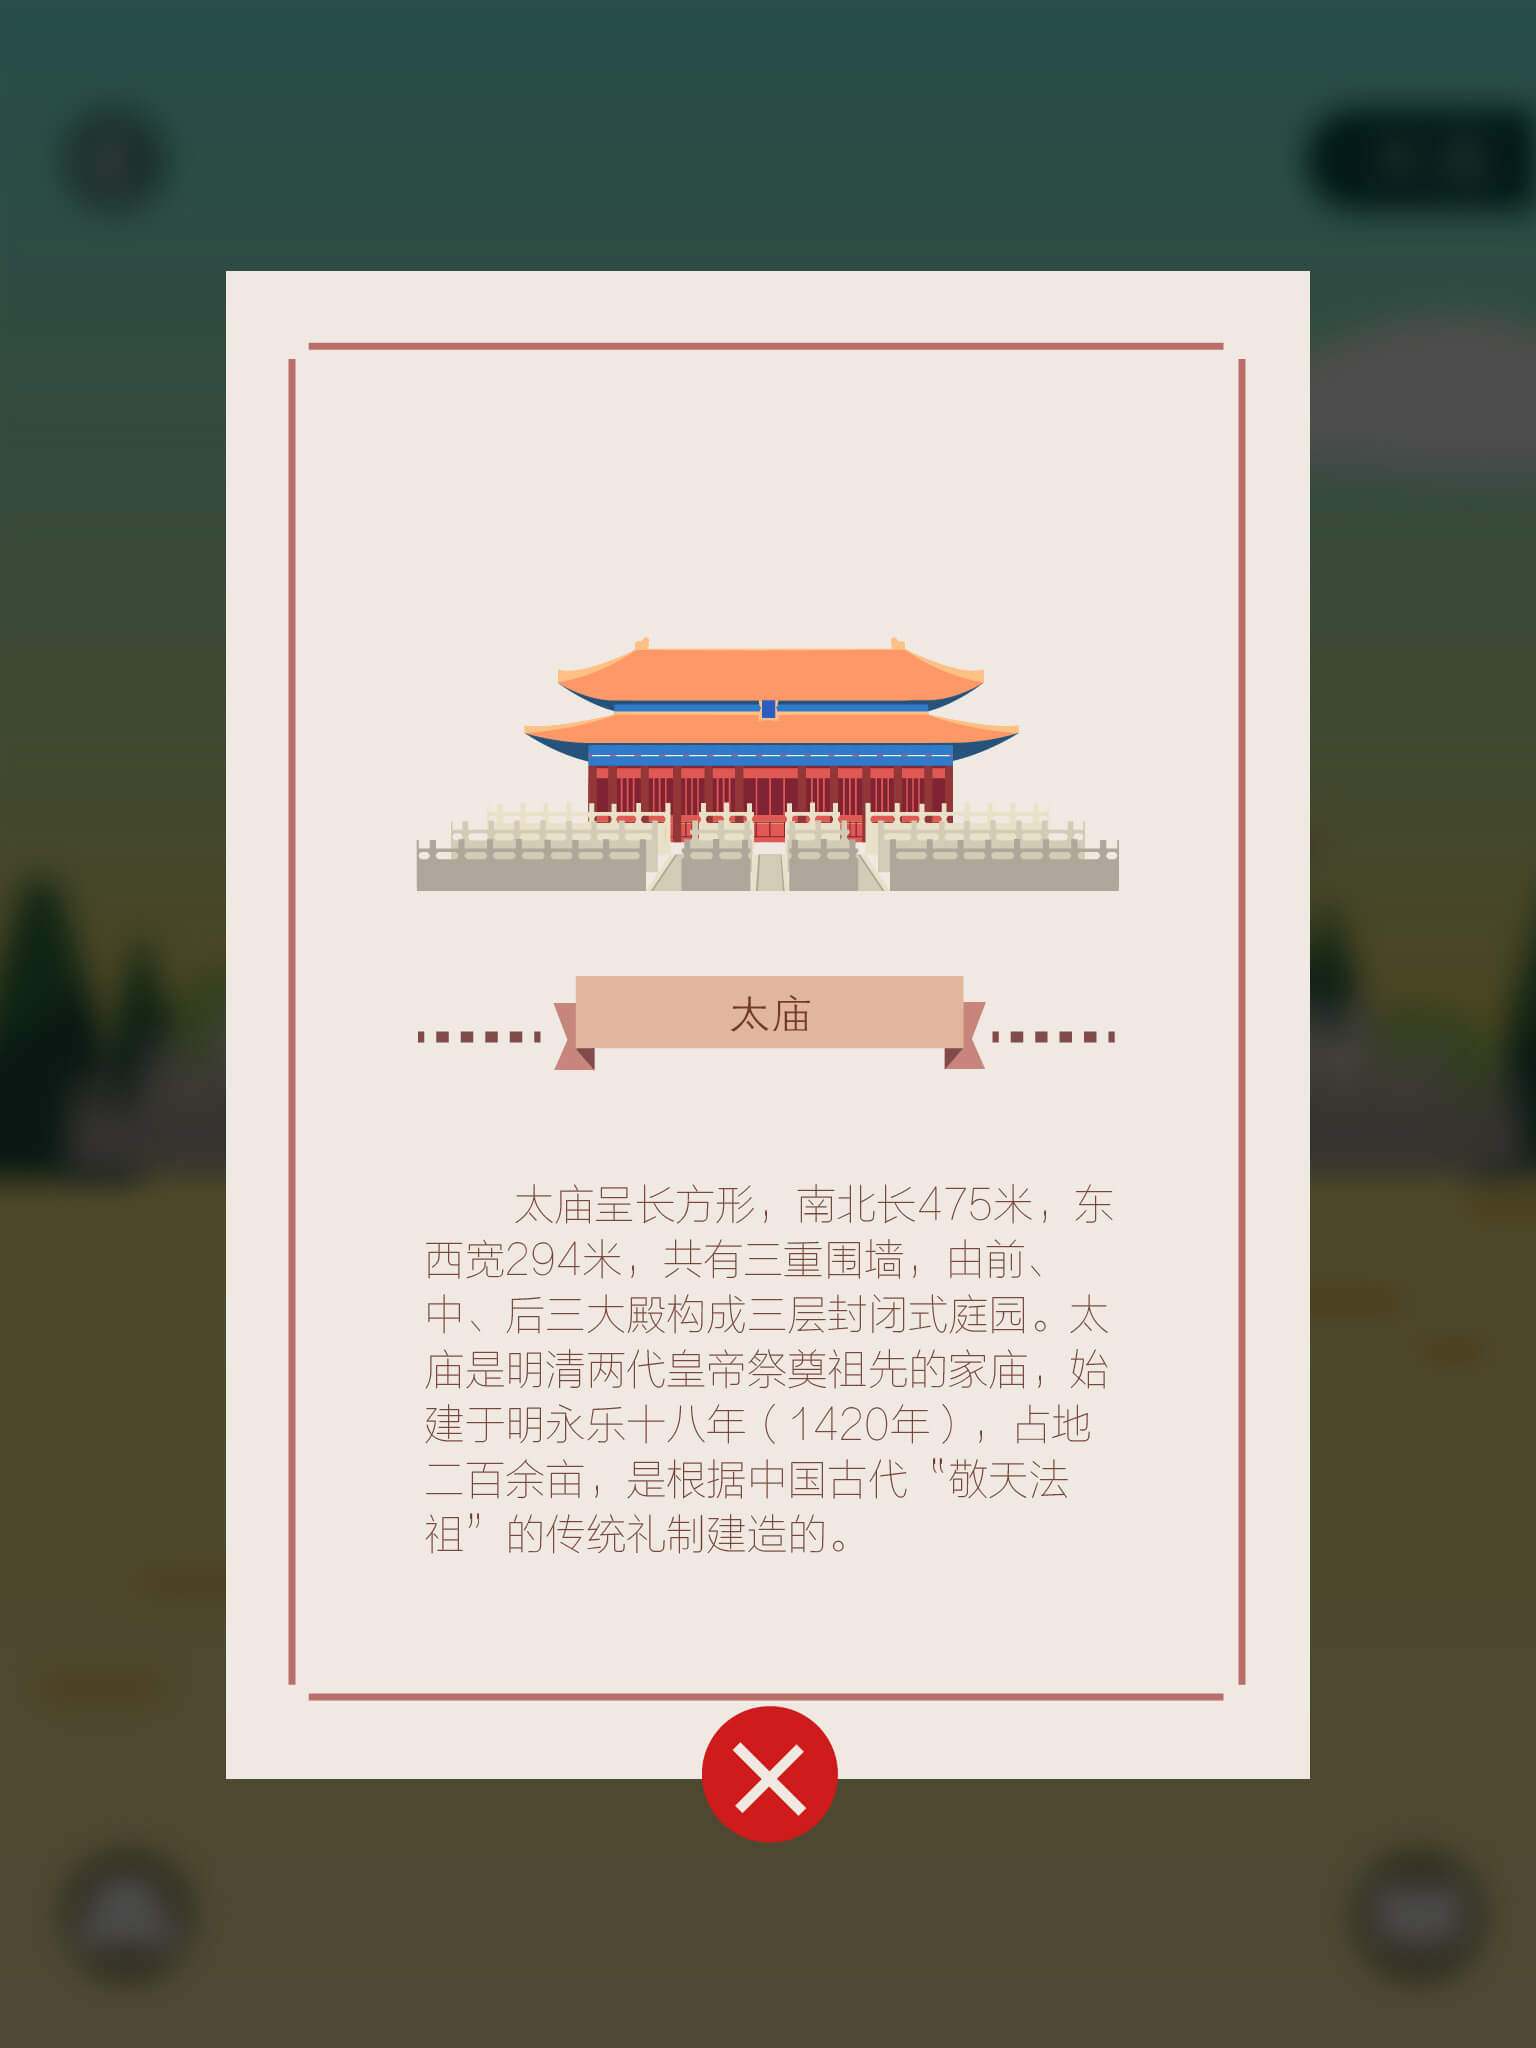 太庙
太庙呈长方形，南北长475米，东
西宽294米，共有三重围墙，由前、
中、后三大殿构成三层封闭式庭园。太
庙是明清两代皇帝祭奠祖先的家庙，始
建于明永乐十八年（1420年），占地
二百余亩，是根据中国古代“敬天法
祖”的传统礼制建造的。